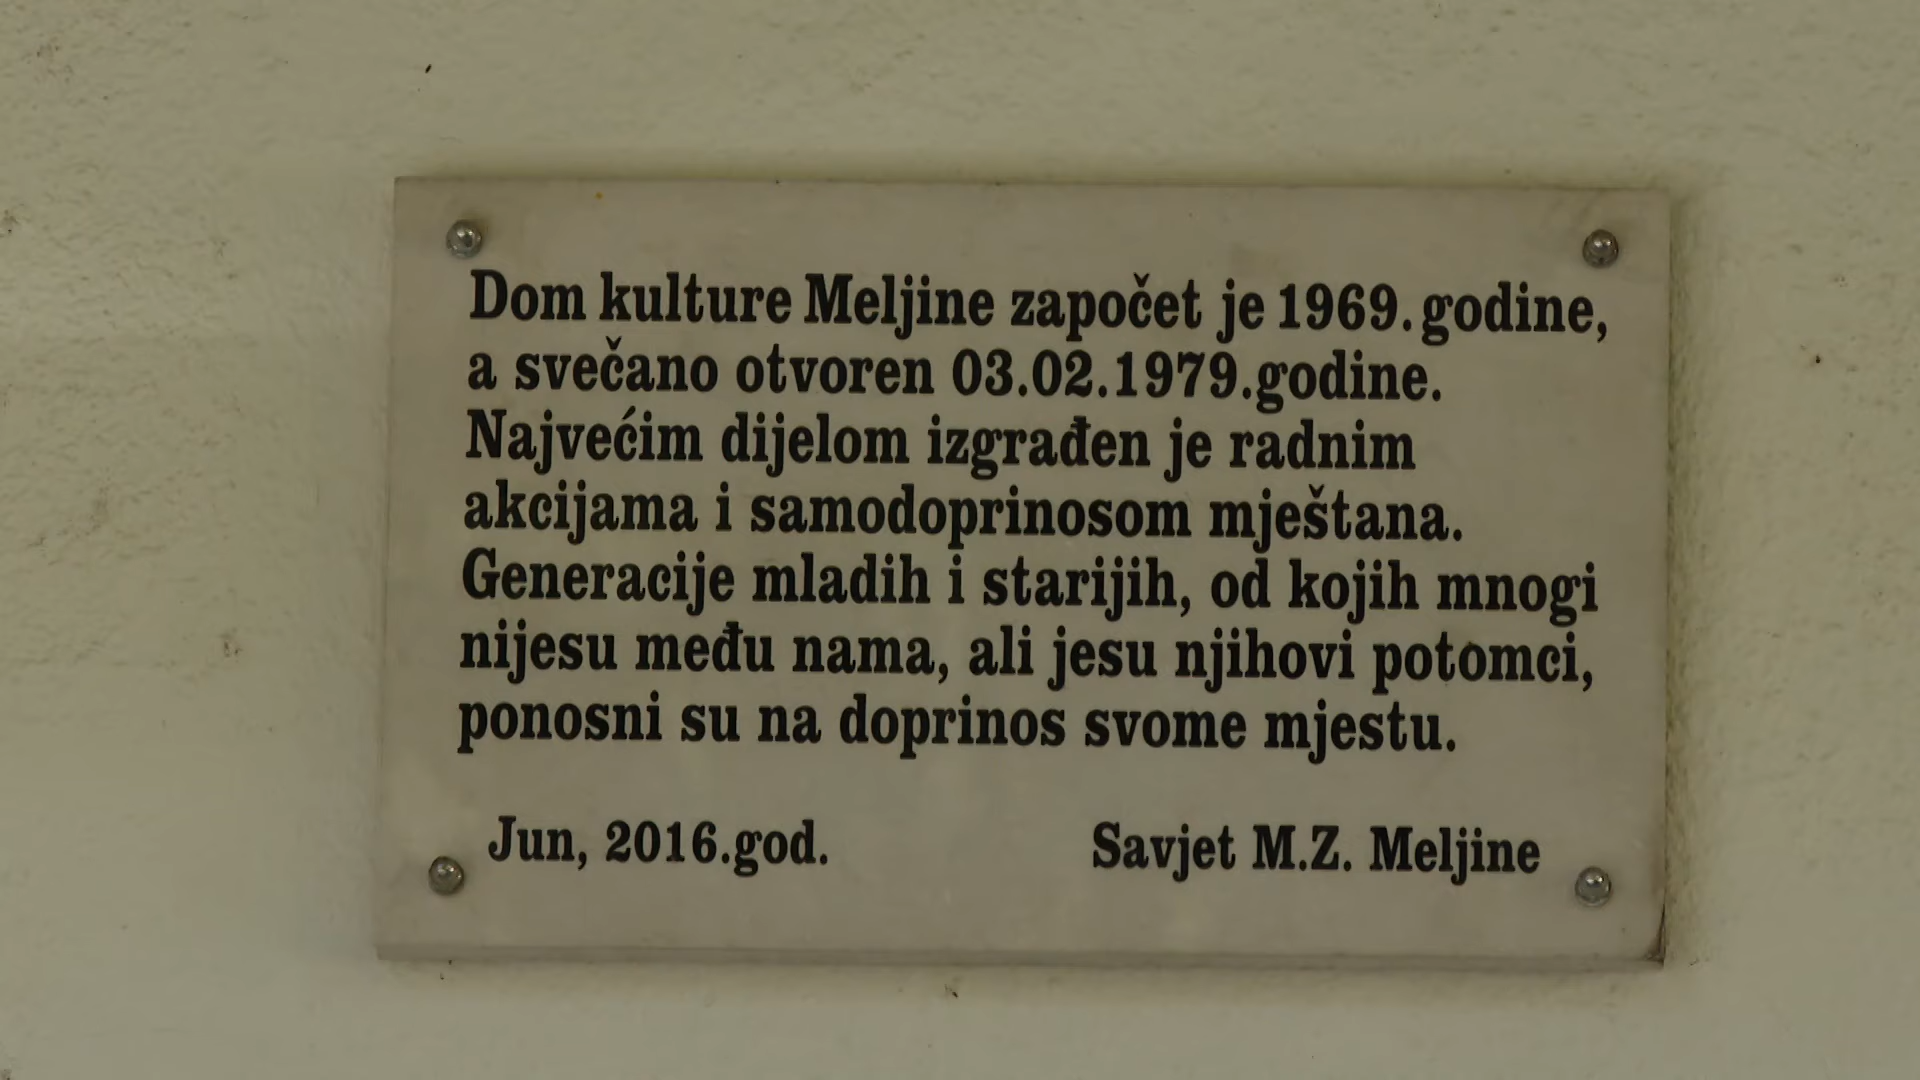 Dom kulture Meljine započet je 1969.godine,
a svečano otvoren 03.02.1979.godine.
Najvećim dijelom izgrađen je radnim
akcijama i samodoprinosom mještana.
Generacije mladih i starijih, od kojih mnogi
nijesu među nama, ali jesu njihovi potomci,
ponosni su na doprinos svome mjestu.
Jun, 2016.god.
Savjet M.Z. Meljine